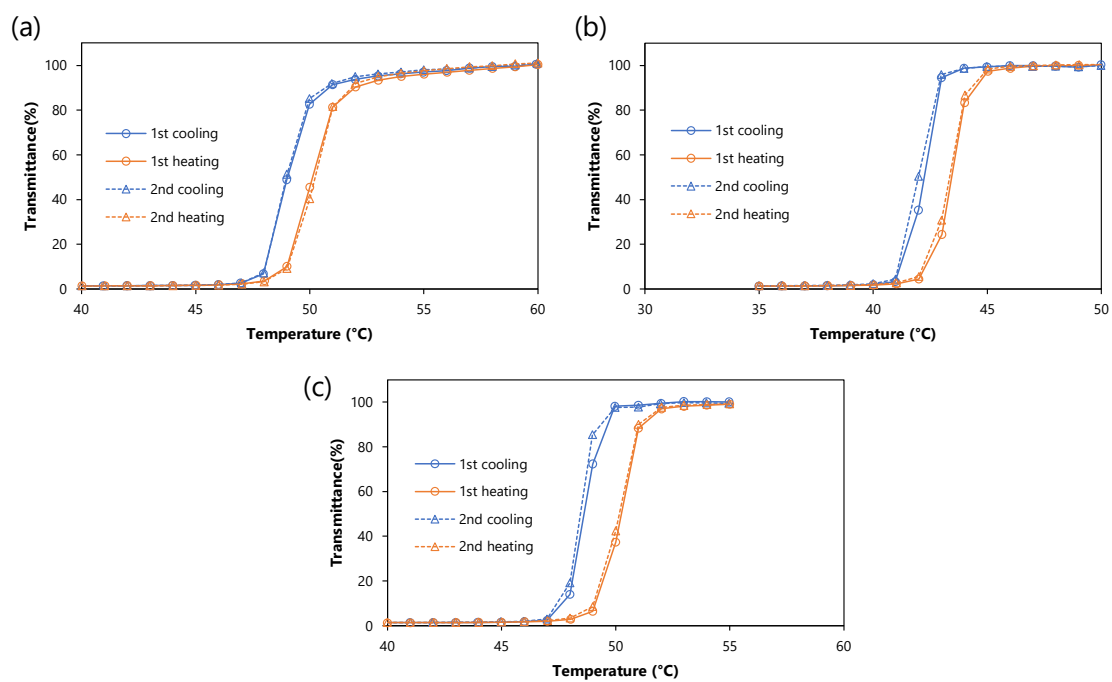 (a)
Transmittance(%)
100
80
60
40
20
0
1st cooling
1st heating
2nd cooling
2nd heating
40
45
50
55
60
Temperature (°C)
(b)
Transmittance(%)
100
80
60
40
20
0
1st cooling
1st heating
2nd cooling
2nd heating
30
35
40
45
50
Temperature (°C)
(c)
Transmittance(%)
100
80
60
40
20
0
1st cooling
1st heating
2nd cooling
2nd heating
40
45
50
55
60
Temperature (°C)